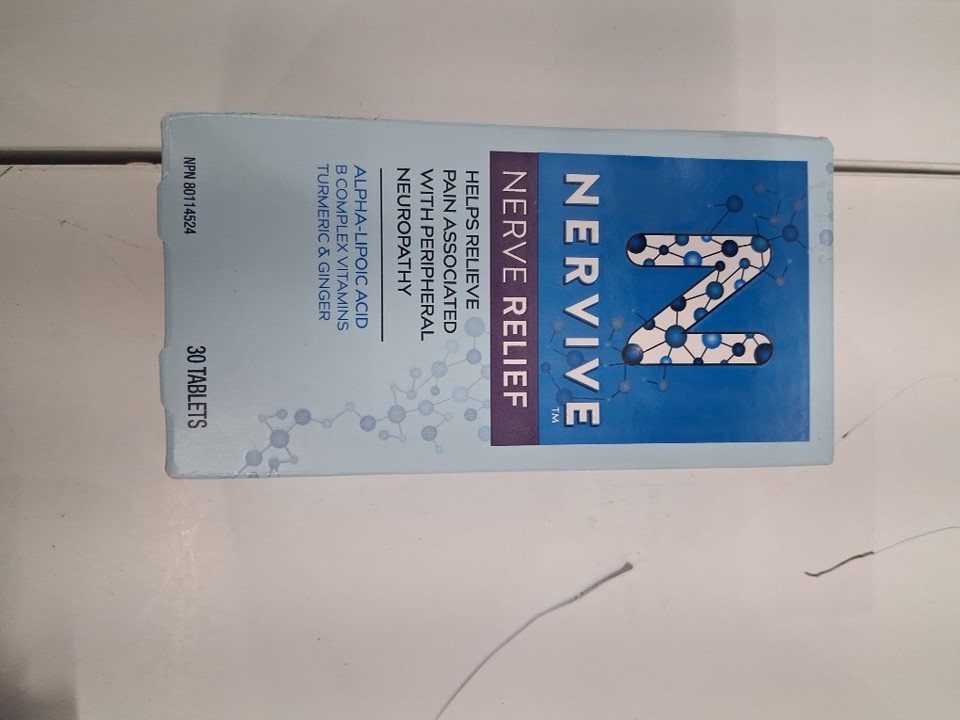 N
NERVIVE™
NERVE RELIEF
HELPS RELIEVE
PAIN ASSOCIATED
WITH PERIPHERAL
NEUROPATHY
ALPHA-LIPOIC ACID
B COMPLEX VITAMINS
TURMERIC & GINGER
NPN 80114524
30 TABLETS